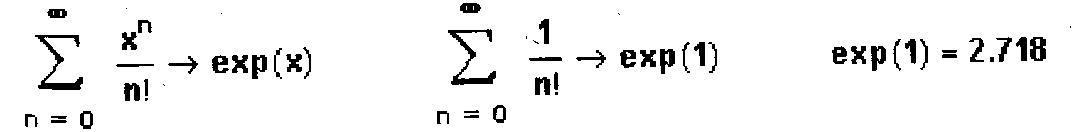 ∞ ∑ n = 0 xⁿ/n! → exp(x)
∞ ∑ n = 0 1/n! → exp(1)
exp(1) = 2.718